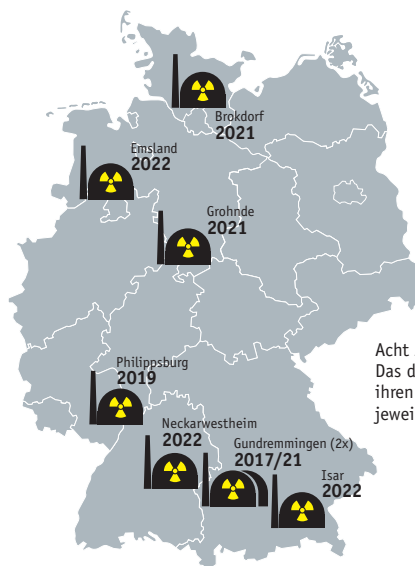 Brokdorf
2021
Emsland
2022
Grohnde
2021
Philippsburg
2019
Neckarwestheim
2022
Gundremmingen (2x)
2017/21
Isar
2022
Acht
Das d
ihren
jewei